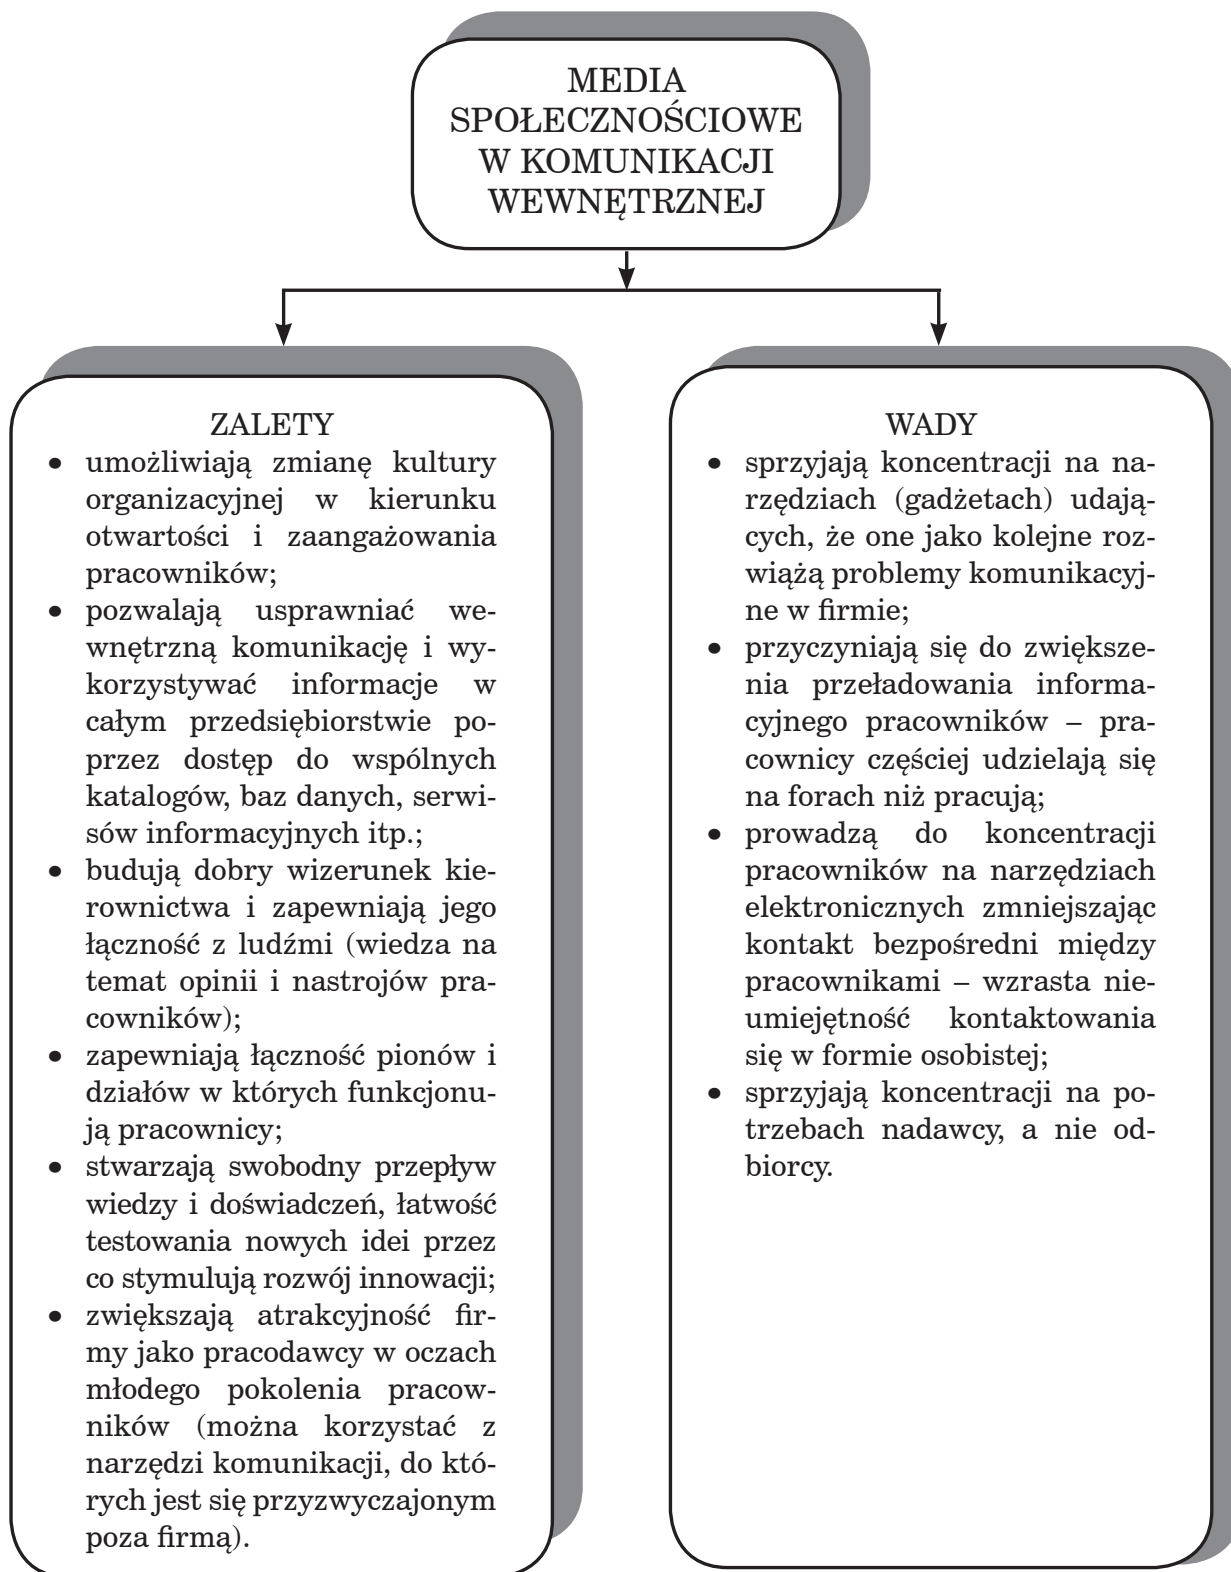 MEDIA
SPOŁECZNOŚCIOWE
W KOMUNIKACJI
WEWNĘTRZNEJ
ZALETY
• umożliwiają zmianę kultury
organizacyjnej w kierunku
otwartości i zaangażowania
pracowników;
• pozwalają usprawniać we-
wnętrzną komunikację i wy-
korzystywać informacje w
całym przedsiębiorstwie po-
przez dostęp do wspólnych
katalogów, baz danych, serwi-
sów informacyjnych itp.;
• budują dobry wizerunek kie-
rownictwa i zapewniają jego
łączność z ludźmi (wiedza na
temat opinii i nastrojów pra-
cowników);
• zapewniają łączność pionów i
działów w których funkcjonu-
ją pracownicy;
• stwarzają swobodny przepływ
wiedzy i doświadczeń, łatwość
testowania nowych idei przez
co stymulują rozwój innowacji;
• zwiększają atrakcyjność fir-
my jako pracodawcy w oczach
młodego pokolenia pracow-
ników (można korzystać z
narzędzi komunikacji, do któ-
rych jest się przyzwyczajonym
poza firmą).
WADY
• sprzyjają koncentracji na na-
rzędziach (gadżetach) udają-
cych, że one jako kolejne roz-
wiążą problemy komunikacyj-
ne w firmie;
• przyczyniają się do zwiększe-
nia przeładowania informa-
cyjnego pracowników – pra-
cownicy częściej udzielają się
na forach niż pracują;
• prowadzą do koncentracji
pracowników na narzędziach
elektronicznych zmniejszając
kontakt bezpośredni między
pracownikami – wzrasta nie-
umiejętność kontaktowania
się w formie osobistej;
• sprzyjają koncentracji na po-
trzebach nadawcy, a nie od-
biorcy.